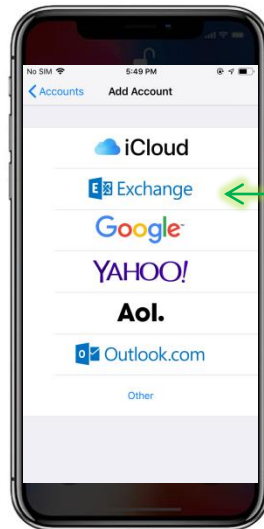 No SIM 5:49 PM
Accounts Add Account
iCloud
E Exchange
Google
YAHOO!
Aol.
o Outlook.com
Other